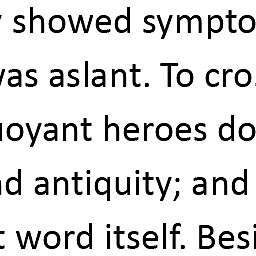 showed sympto
was aslant. To cro
uoyant heroes do
nd antiquity; and
t word itself. Besi